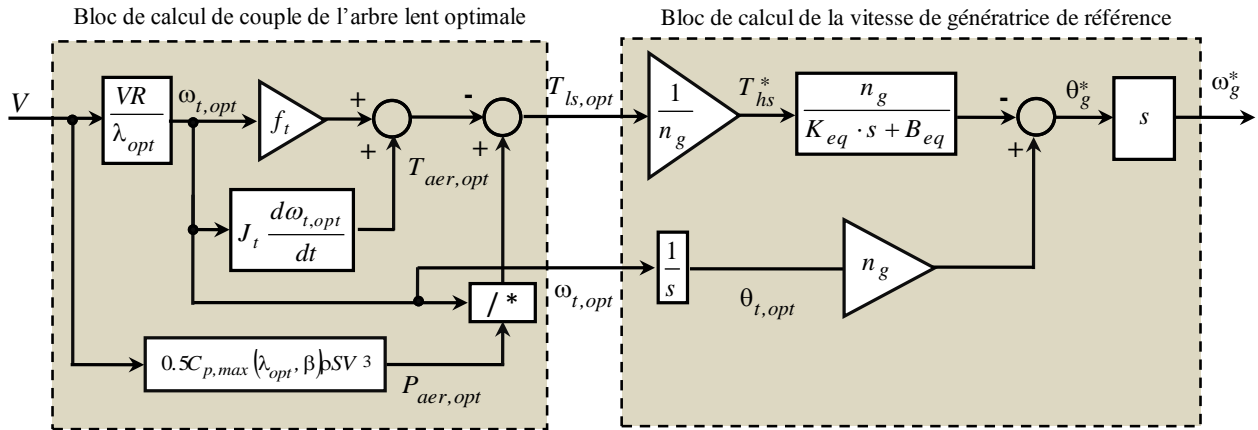 Bloc de calcul de couple de l’arbre lent optimale
Bloc de calcul de la vitesse de génératrice de référence
V
VR
λopt
ωt,opt
ft
+
+
-
+
Tls,opt
Taer,opt
Jt dωt,opt
dt
/ *
0.5Cp,max (λopt, β)ρSV 3
Paer,opt
ωt,opt
1
ng
T*hs
ng
Keq · s + Beq
-
+
θ*g
s
ω*g
1
s
θt,opt
ng